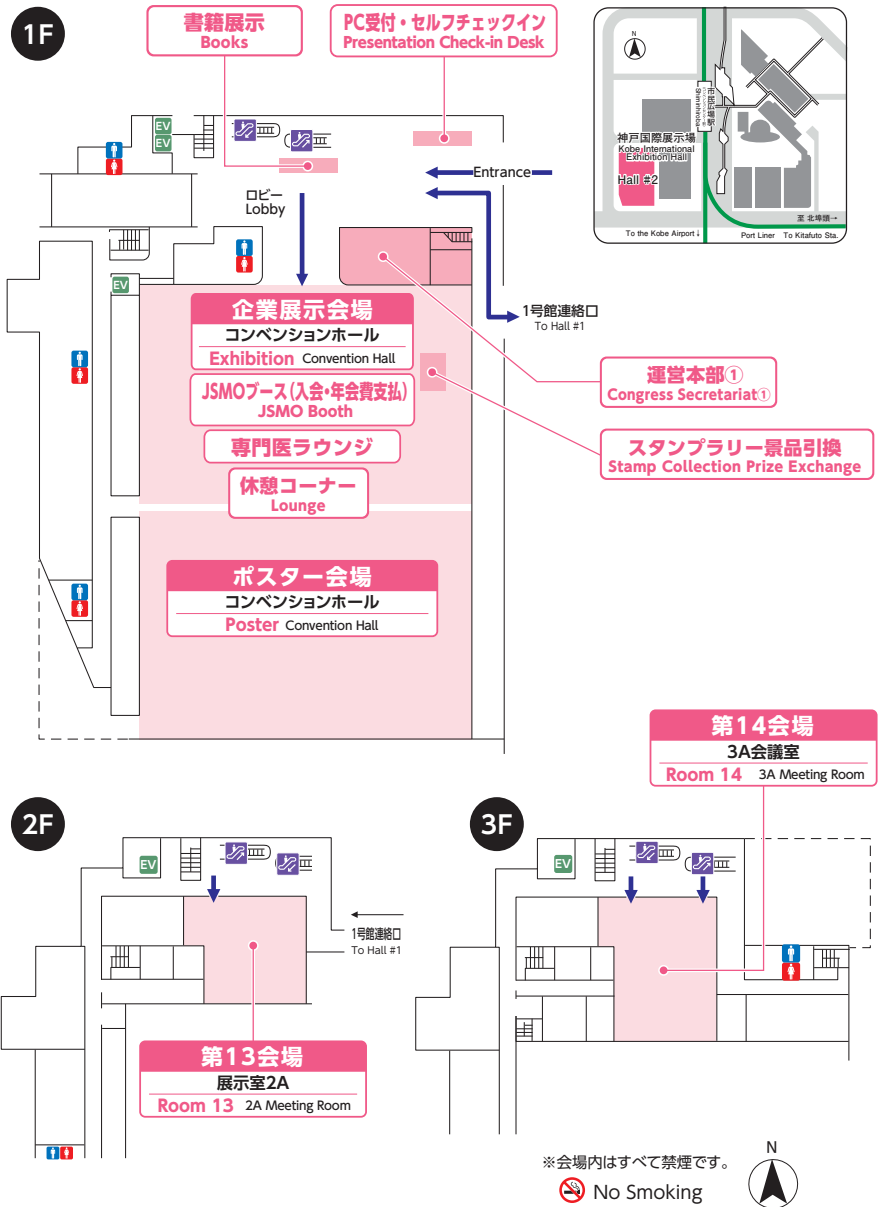 1F
書籍展示
Books
PC受付・セルフチェックイン
Presentation Check-in Desk
N
市民広場駅
Shiminhiroba
神戸国際展示場
Kobe International
Exhibition Hall
Hall #2
至 北埠頭→
To the Kobe Airport↓
Port Liner To Kitafuto Sta.
EV
EV
Entrance
ロビー
Lobby
EV
企業展示会場
コンベンションホール
Exhibition Convention Hall
1号館連絡口
To Hall #1
JSMOブース(入会・年会費支払)
JSMO Booth
運営本部①
Congress Secretariat①
専門医ラウンジ
スタンプラリー景品引換
Stamp Collection Prize Exchange
休憩コーナー
Lounge
ポスター会場
コンベンションホール
Poster Convention Hall
第14会場
3A会議室
Room 14 3A Meeting Room
2F
EV
1号館連絡口
To Hall #1
第13会場
展示室2A
Room 13 2A Meeting Room
3F
EV
※会場内はすべて禁煙です。
No Smoking
N